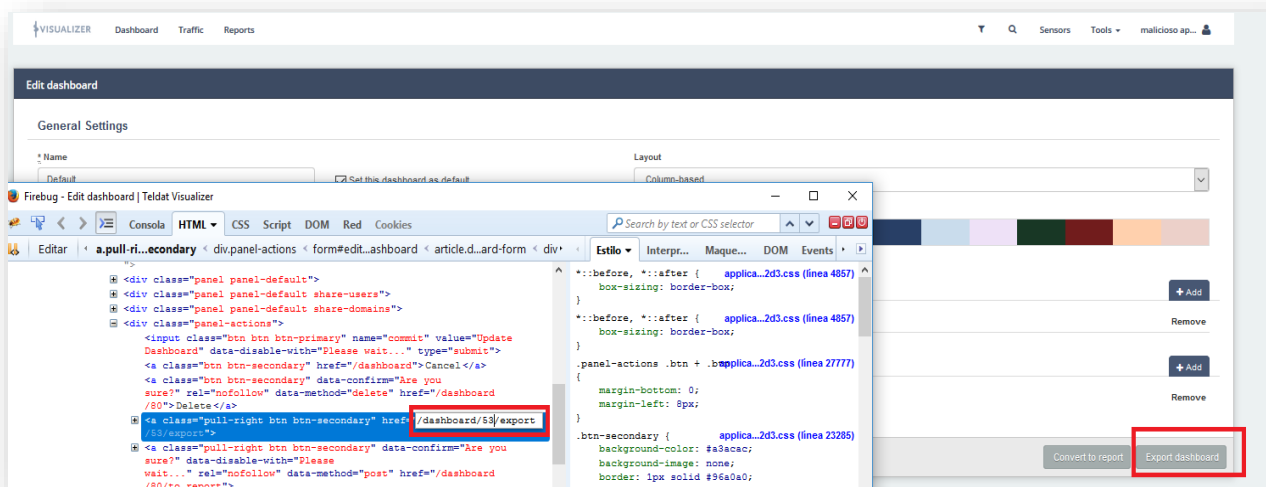 VISUALIZER Dashboard Traffic Reports Sensors Tools malicioso ap...
Edit dashboard
General Settings
* Name Layout
Default Set this dashboard as default Column-based
Firebug - Edit dashboard | Teldat Visualizer
Consola HTML CSS Script DOM Red Cookies Search by text or CSS selector
Editar a.pull-ri...econdary < div.panel-actions < form#edit...ashboard < article.d...ard-form < div Estilo Interpr... Maque... DOM Events
">
<div class="panel panel-default">
<div class="panel panel-default share-users">
<div class="panel panel-default share-domains">
<div class="panel-actions">
<input class="btn btn btn-primary" name="commit" value="Update
Dashboard" data-disable-with="Please wait..." type="submit">
<a class="btn btn-secondary" href="/dashboard">Cancel</a>
<a class="btn btn-secondary" data-confirm="Are you
sure?" rel="nofollow" data-method="delete" href="/dashboard
/80">Delete</a>
<a class="pull-right btn btn-secondary" href="/dashboard/53/export
/53/export">
<a class="pull-right btn btn-secondary" data-confirm="Are you
sure?" data-disable-with="Please
wait..." rel="nofollow" data-method="post" href="/dashboard
/80/to_report">
*::before, *::after { applica...2d3.css (línea 4857)
box-sizing: border-box;
}
*::before, *::after { applica...2d3.css (línea 4857)
box-sizing: border-box;
}
.panel-actions .btn + .btn applica...2d3.css (línea 27777)
{
margin-bottom: 0;
margin-left: 8px;
}
.btn-secondary { applica...2d3.css (línea 23285)
background-color: #a3acac;
background-image: none;
border: 1px solid #96a0a0;
+ Add
Remove
+ Add
Remove
Convert to report Export dashboard